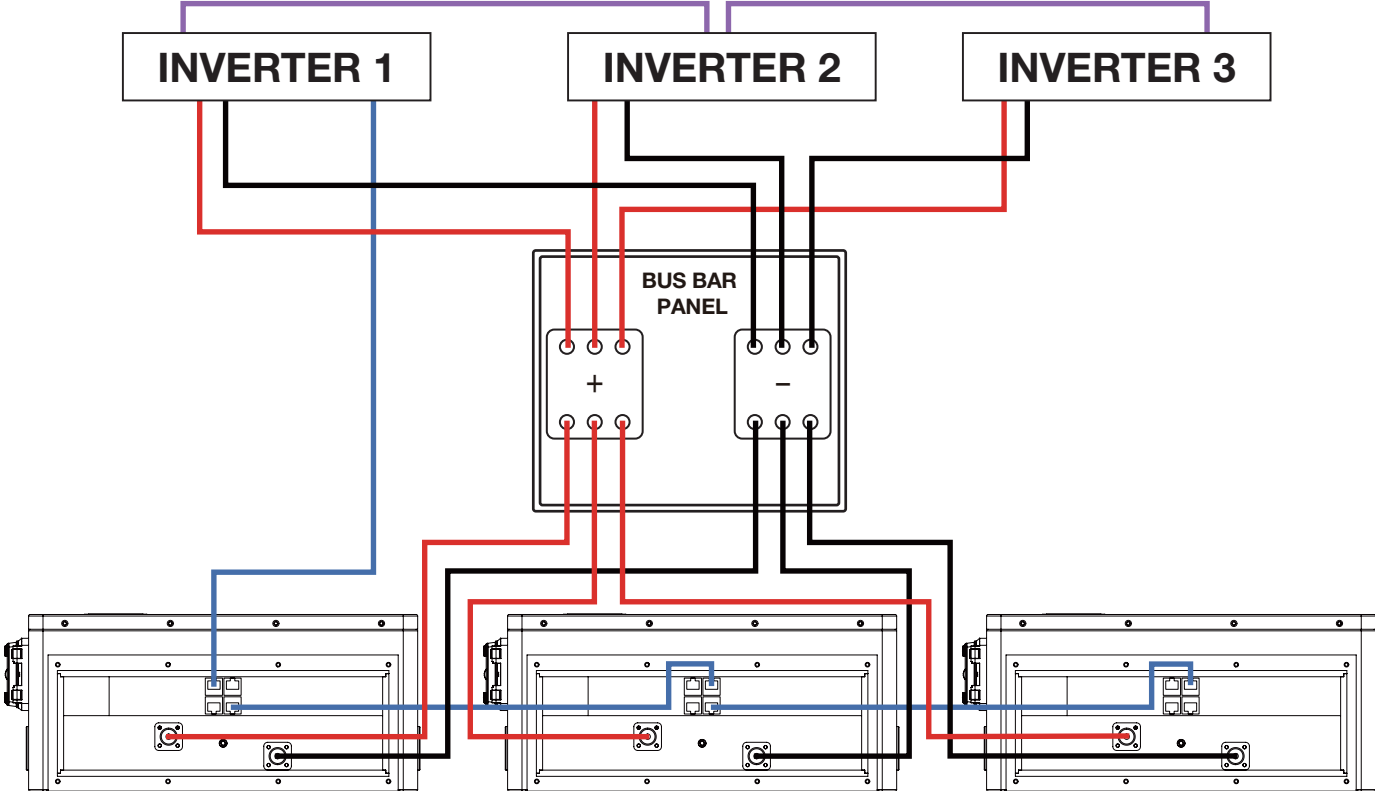 INVERTER 1
INVERTER 2
INVERTER 3
BUS BAR
PANEL
+
−